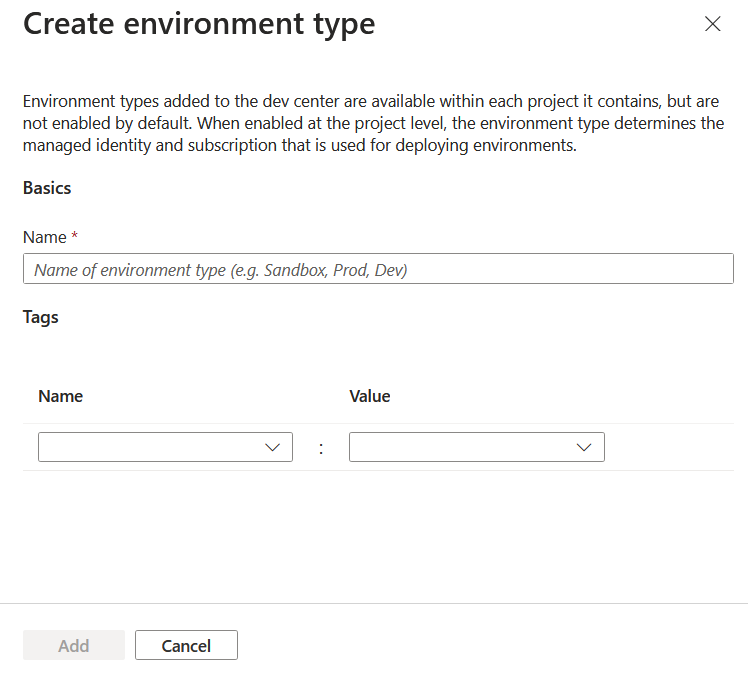 Create environment type
Environment types added to the dev center are available within each project it contains, but are
not enabled by default. When enabled at the project level, the environment type determines the
managed identity and subscription that is used for deploying environments.
Basics
Name *
Name of environment type (e.g. Sandbox, Prod, Dev)
Tags
Name Value
:
Add Cancel